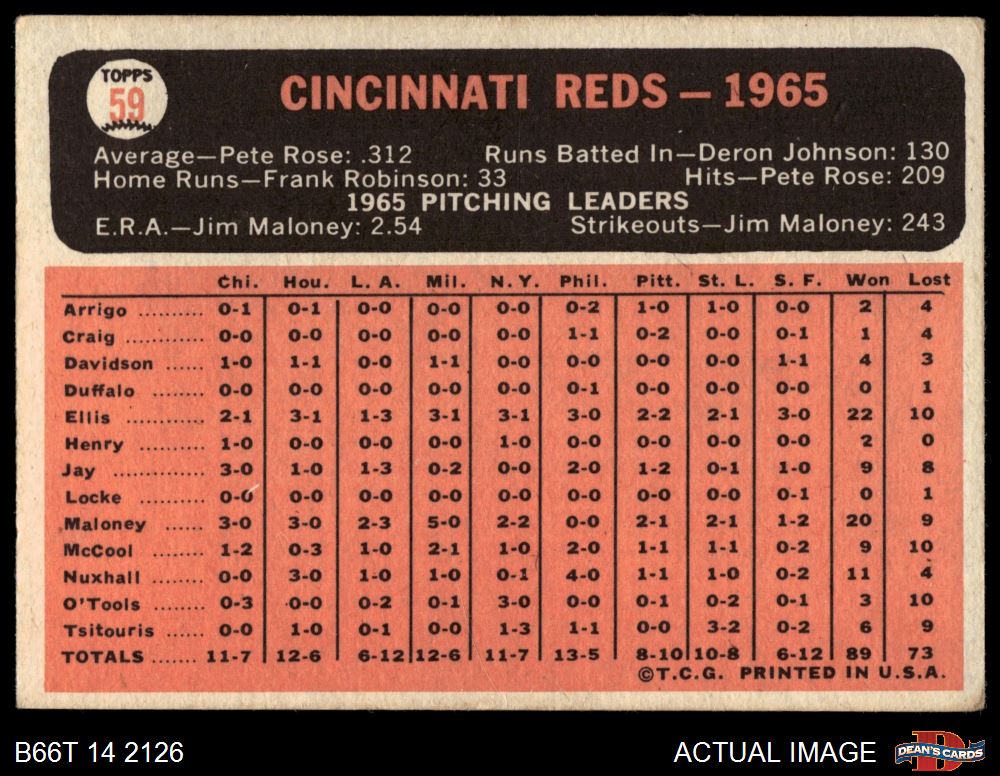 TOPPS
59
CINCINNATI REDS – 1965
Average—Pete Rose: .312 Runs Batted In—Deron Johnson: 130
Home Runs—Frank Robinson: 33 Hits—Pete Rose: 209
1965 PITCHING LEADERS
E.R.A.—Jim Maloney: 2.54 Strikeouts—Jim Maloney: 243
Chi. Hou. L. A. Mil. N.Y. Phil. Pitt. St. L. S. F. Won Lost
Arrigo .......... 0-1 0-1 0-0 0-0 0-0 0-2 1-0 1-0 0-0 2 4
Craig ............ 0-0 0-0 0-0 0-0 0-0 1-1 0-2 0-0 0-1 1 4
Davidson ...... 1-0 1-1 0-0 1-1 0-0 0-0 0-0 0-0 1-1 4 3
Duffalo ........ 0-0 0-0 0-0 0-0 0-0 0-1 0-0 0-0 0-0 0 1
Ellis ............ 2-1 3-1 1-3 3-1 3-1 3-0 2-2 2-1 3-0 22 10
Henry .......... 1-0 0-0 0-0 0-0 1-0 0-0 0-0 0-0 0-0 2 0
Jay .............. 3-0 1-0 1-3 0-2 0-0 2-0 1-2 0-1 1-0 9 8
Locke .......... 0-0 0-0 0-0 0-0 0-0 0-0 0-0 0-0 0-1 0 1
Maloney ...... 3-0 3-0 2-3 5-0 2-2 0-0 2-1 2-1 1-2 20 9
McCool ........ 1-2 0-3 1-0 2-1 1-0 2-0 1-1 1-1 0-2 9 10
Nuxhall ........ 0-0 3-0 1-0 1-0 0-1 4-0 1-1 1-0 0-2 11 4
O'Tools ........ 0-3 0-0 0-2 0-1 3-0 0-0 0-1 0-2 0-1 3 10
Tsitouris ...... 0-0 1-0 0-1 0-0 1-3 1-1 0-0 3-2 0-2 6 9
TOTALS ....... 11-7 12-6 6-12 12-6 11-7 13-5 8-10 10-8 6-12 89 73
©T.C.G. PRINTED IN U.S.A.
B66T 14 2126 ACTUAL IMAGE DEAN'S CARDS